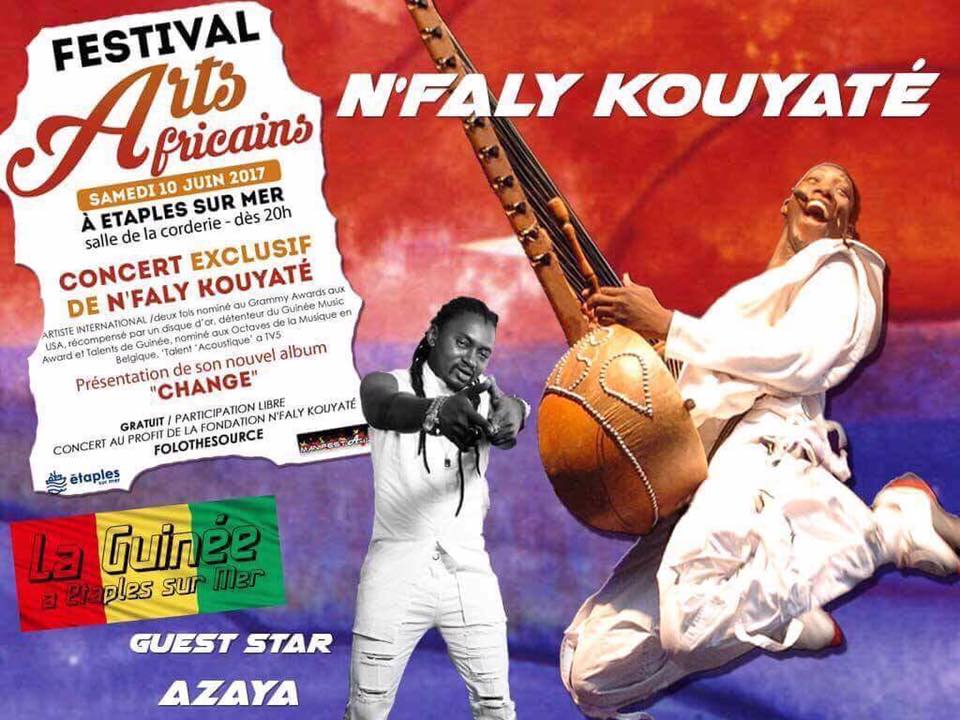 FESTIVAL
Arts
Africains
SAMEDI 10 JUIN 2017
À ETAPLES SUR MER
salle de la corderie - dès 20h
CONCERT EXCLUSIF
DE N'FALY KOUYATÉ
ARTISTE INTERNATIONAL /deux fois nominé au Grammy Awards aux
USA, récompensé par un disque d'or, détenteur du Guinée Music
Award et Talents de Guinée, nominé aux Octaves de la Musique en
Belgique, 'Talent 'Acoustique' a TV5
Présentation de son nouvel album
"CHANGE"
GRATUIT / PARTICIPATION LIBRE
CONCERT AU PROFIT DE LA FONDATION N'FALY KOUYATÉ
FOLOTHESOURCE
étaples
sur mer
N'FALY KOUYATÉ
La Guinée
a etaples sur Mer
GUEST STAR
AZAYA